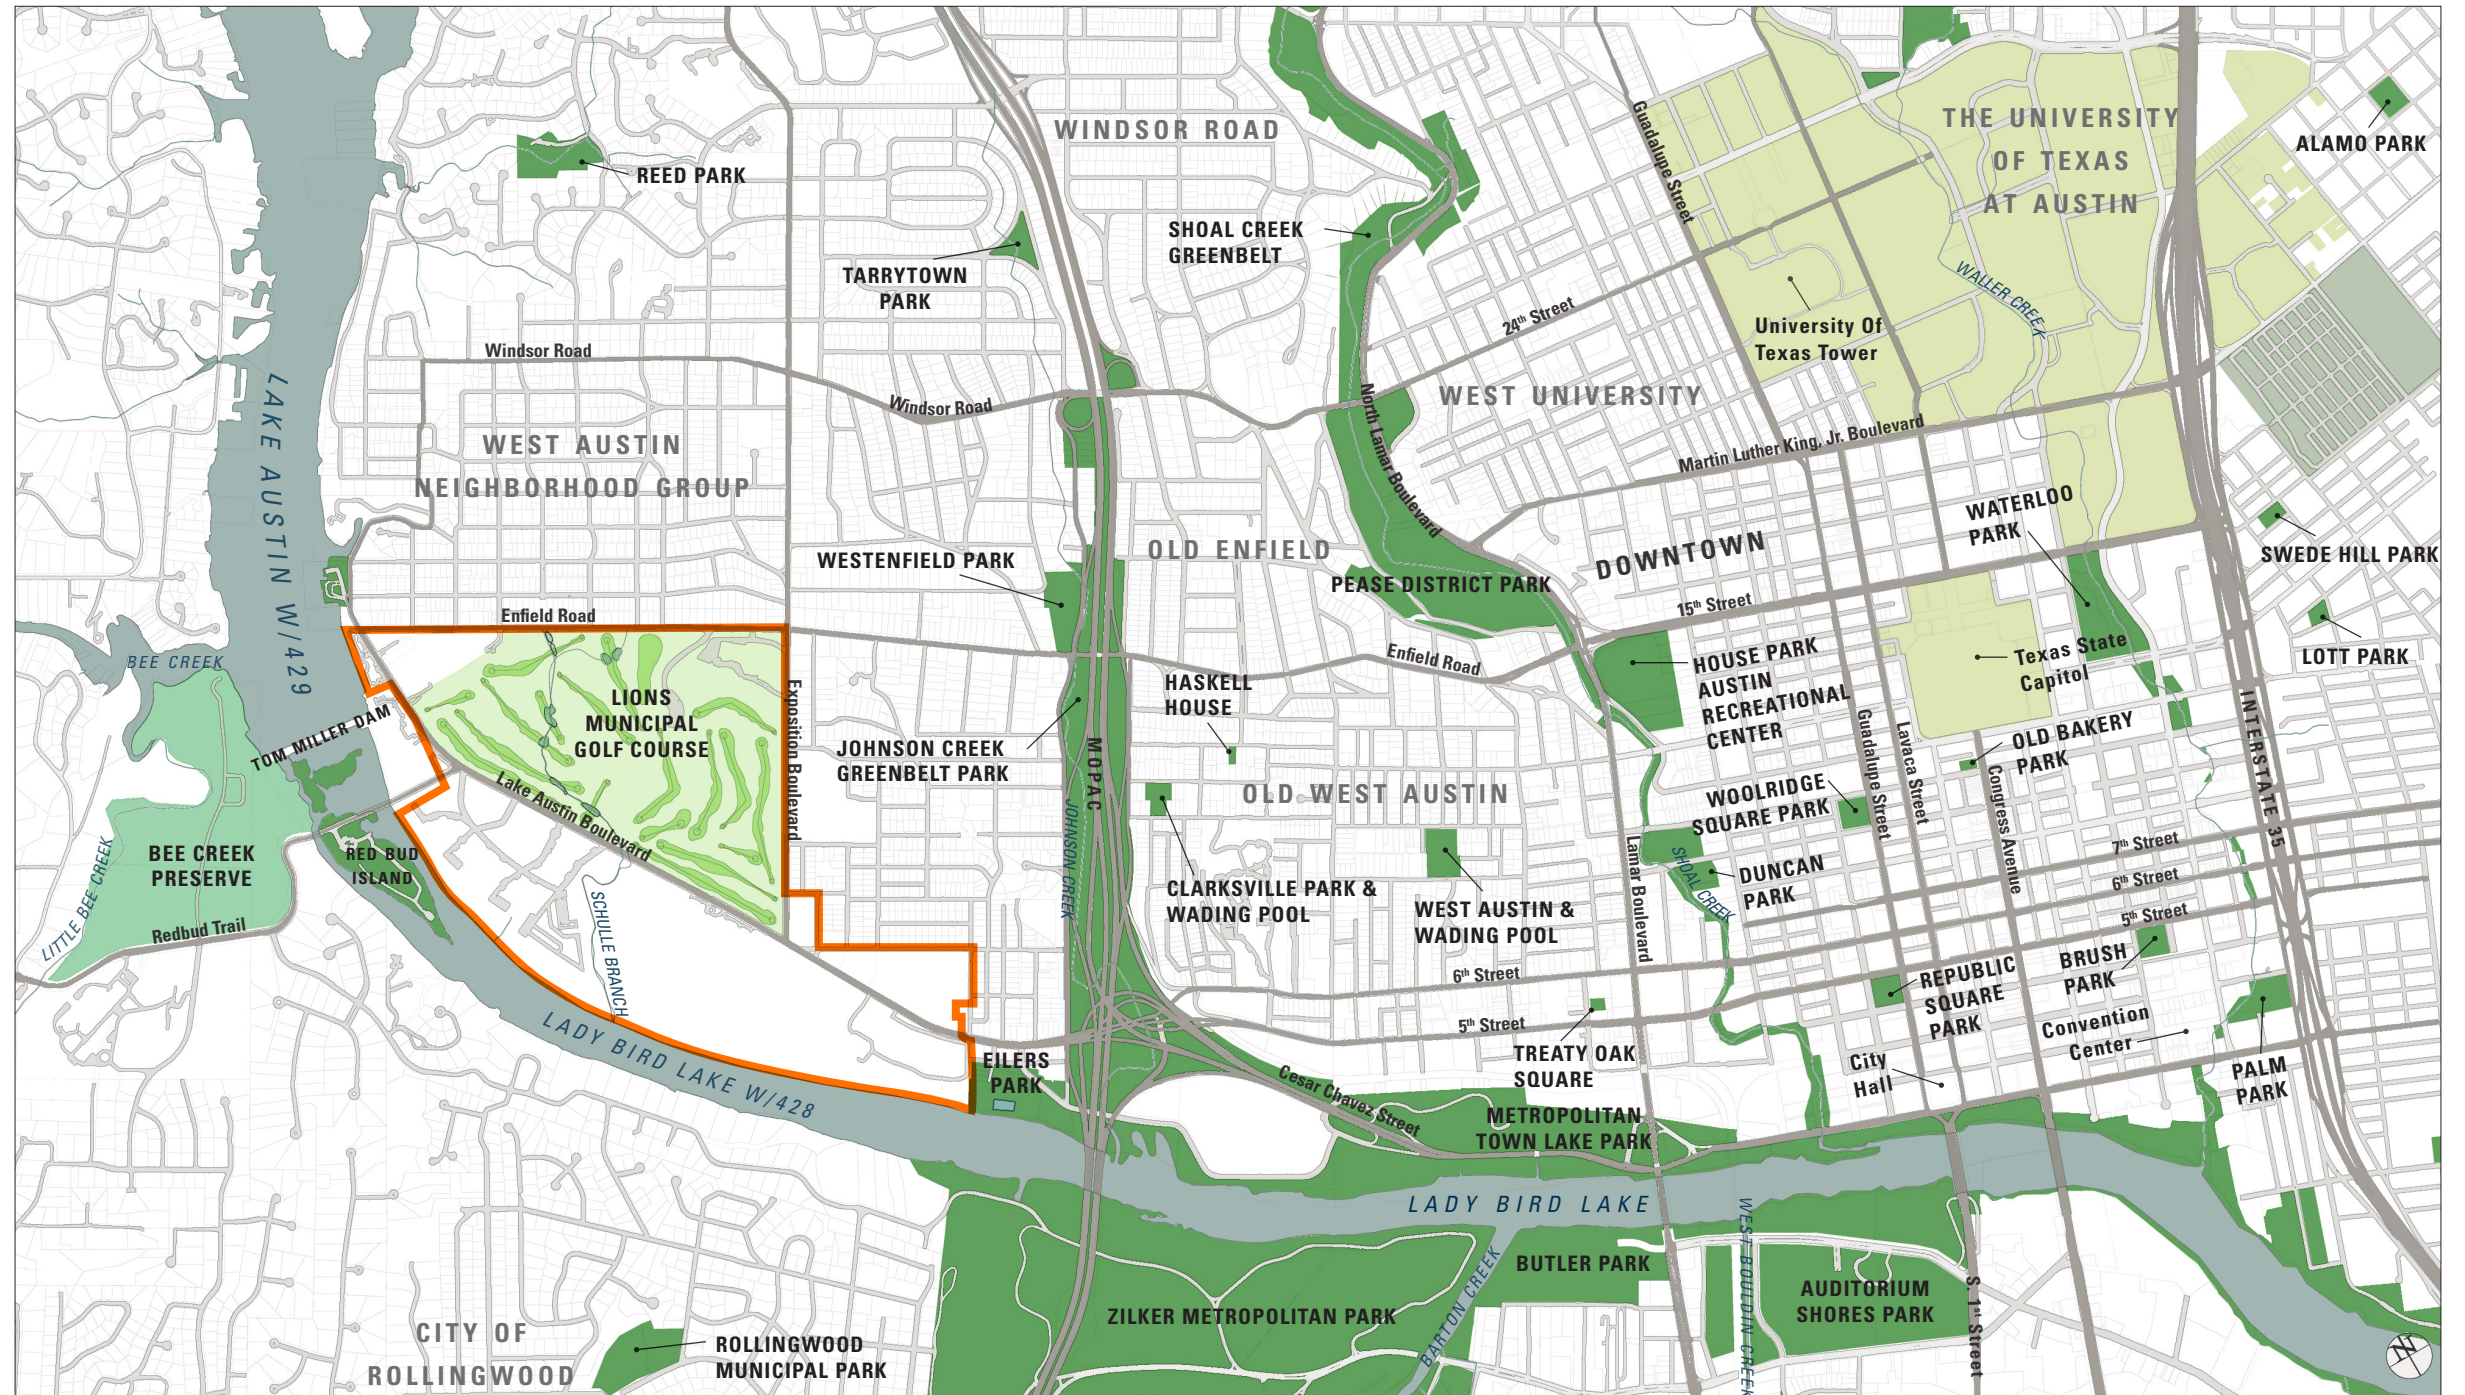 WINDSOR ROAD
THE UNIVERSITY
OF TEXAS
AT AUSTIN
Guadalupe Street
ALAMO PARK
REED PARK
SHOAL CREEK
GREENBELT
TARRYTOWN
PARK
WALLER CREEK
24th Street
University Of
Texas Tower
Windsor Road
Windsor Road
LAKE AUSTIN W/429
WEST UNIVERSITY
North Lamar Boulevard
Martin Luther King, Jr. Boulevard
WEST AUSTIN
NEIGHBORHOOD GROUP
WATERLOO
PARK
SWEDE HILL PARK
DOWNTOWN
OLD ENFIELD
WESTENFIELD PARK
PEASE DISTRICT PARK
15th Street
Enfield Road
Enfield Road
BEE CREEK
LOTT PARK
Texas State
Capitol
HOUSE PARK
AUSTIN
RECREATIONAL
CENTER
HASKELL
HOUSE
LIONS
MUNICIPAL
GOLF COURSE
Exposition Boulevard
TOM MILLER DAM
JOHNSON CREEK
GREENBELT PARK
MOPAC
JOHNSON CREEK
INTERSTATE 35
Guadalupe Street
Lavaca Street
OLD BAKERY
PARK
Congress Avenue
OLD WEST AUSTIN
WOOLRIDGE
SQUARE PARK
Lake Austin Boulevard
7th Street
6th Street
5th Street
BEE CREEK
PRESERVE
RED BUD
ISLAND
LITTLE BEE CREEK
Redbud Trail
SCHULLE BRANCH
CLARKSVILLE PARK &
WADING POOL
WEST AUSTIN &
WADING POOL
Lamar Boulevard
SHOAL CREEK
DUNCAN
PARK
6th Street
5th Street
REPUBLIC
SQUARE
PARK
BRUSH
PARK
Convention
Center
TREATY OAK
SQUARE
City
Hall
PALM
PARK
LADY BIRD LAKE W/428
EILERS
PARK
Cesar Chavez Street
METROPOLITAN
TOWN LAKE PARK
LADY BIRD LAKE
BARTON CREEK
BUTLER PARK
WEST BOULDIN CREEK
AUDITORIUM
SHORES PARK
S. 1st Street
ZILKER METROPOLITAN PARK
CITY OF
ROLLINGWOOD
ROLLINGWOOD
MUNICIPAL PARK
N